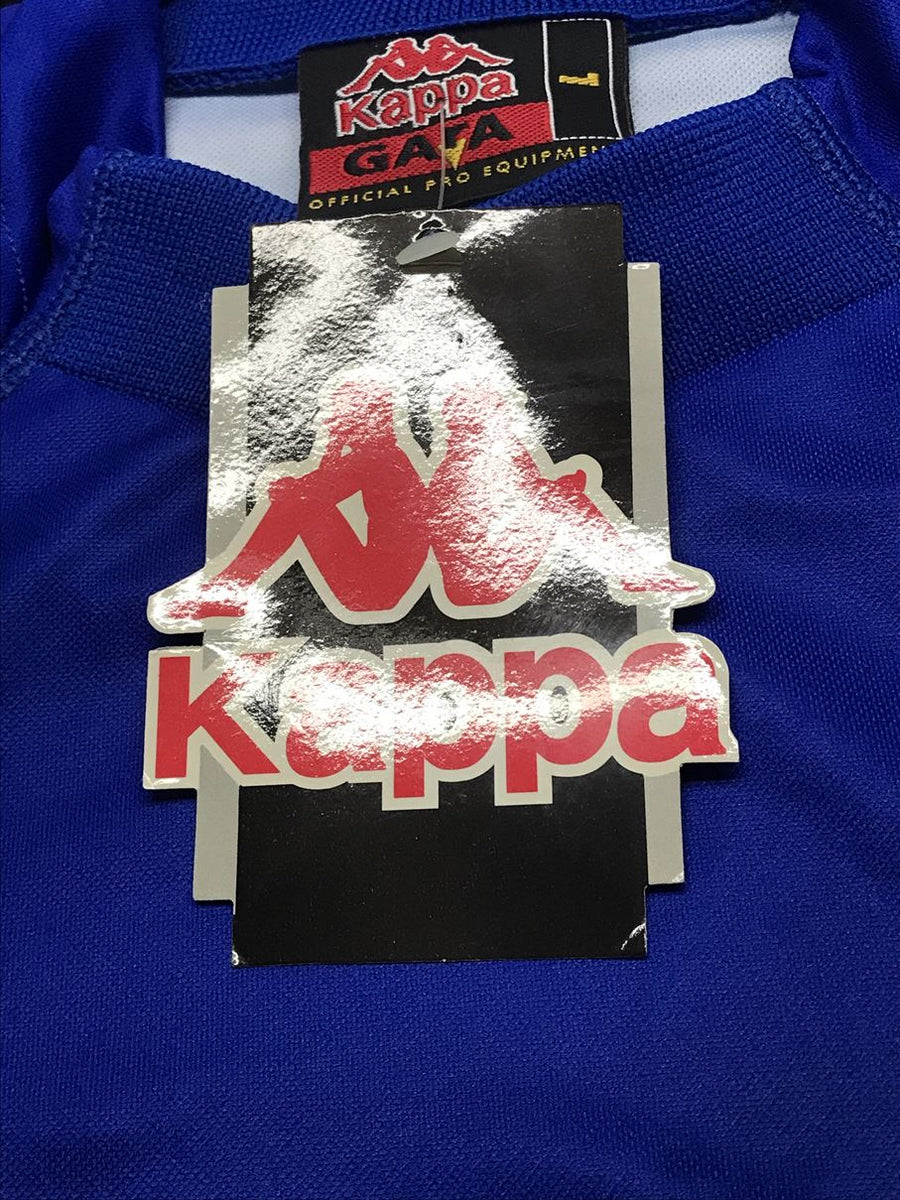 Kappa
L
GARA
OFFICIAL PRO EQUIPMENT
Kappa